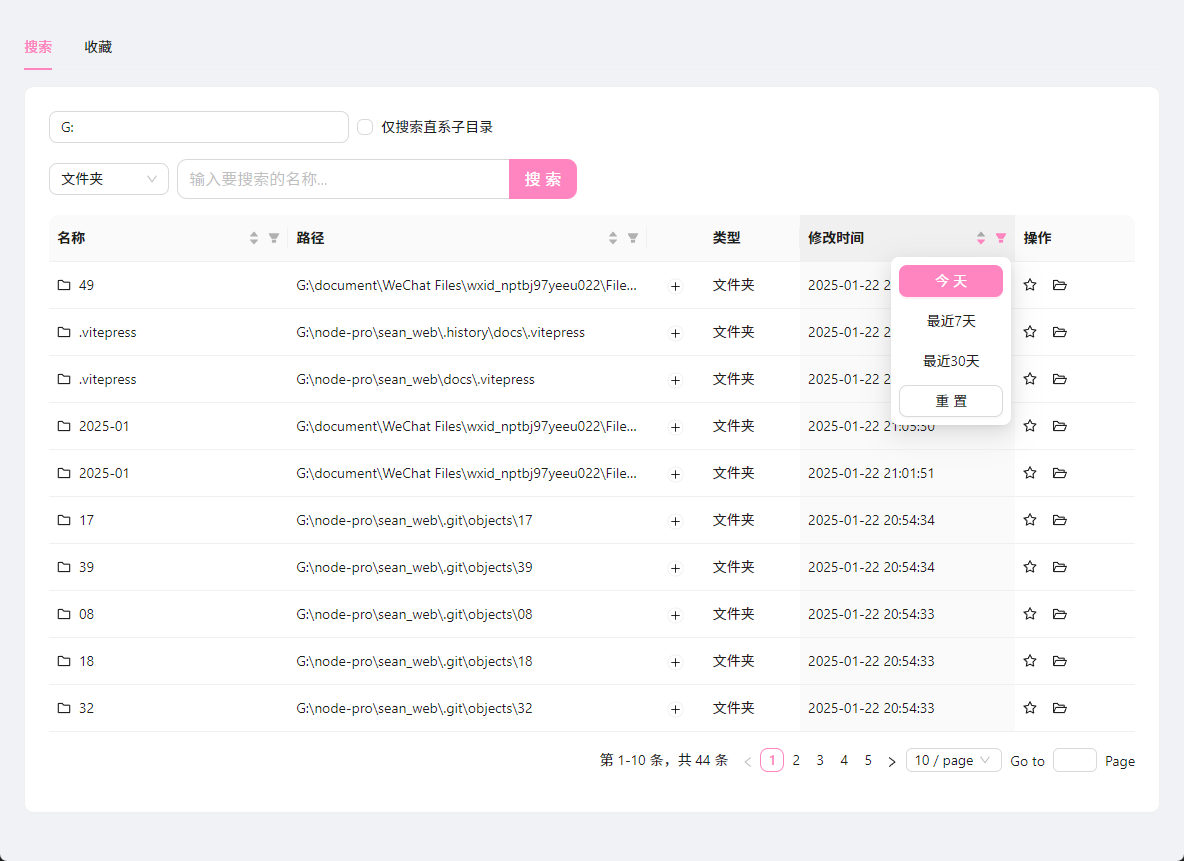 搜索 收藏
G: 仅搜索直系子目录
文件夹 输入要搜索的名称... 搜 索
名称 路径 类型 修改时间 操作
49 G:\document\WeChat Files\wxid_nptbj97yeeu022\File... + 文件夹 2025-01-22 2
今 天
.vitepress G:\node-pro\sean_web\.history\docs\.vitepress + 文件夹 2025-01-22 2
最近7天
最近30天
.vitepress G:\node-pro\sean_web\docs\.vitepress + 文件夹 2025-01-22 2
重 置
2025-01 G:\document\WeChat Files\wxid_nptbj97yeeu022\File... + 文件夹 2025-01-22
2025-01 G:\document\WeChat Files\wxid_nptbj97yeeu022\File... + 文件夹 2025-01-22 21:01:51
17 G:\node-pro\sean_web\.git\objects\17 + 文件夹 2025-01-22 20:54:34
39 G:\node-pro\sean_web\.git\objects\39 + 文件夹 2025-01-22 20:54:34
08 G:\node-pro\sean_web\.git\objects\08 + 文件夹 2025-01-22 20:54:33
18 G:\node-pro\sean_web\.git\objects\18 + 文件夹 2025-01-22 20:54:33
32 G:\node-pro\sean_web\.git\objects\32 + 文件夹 2025-01-22 20:54:33
第 1-10 条，共 44 条 < 1 2 3 4 5 > 10 / page Go to Page